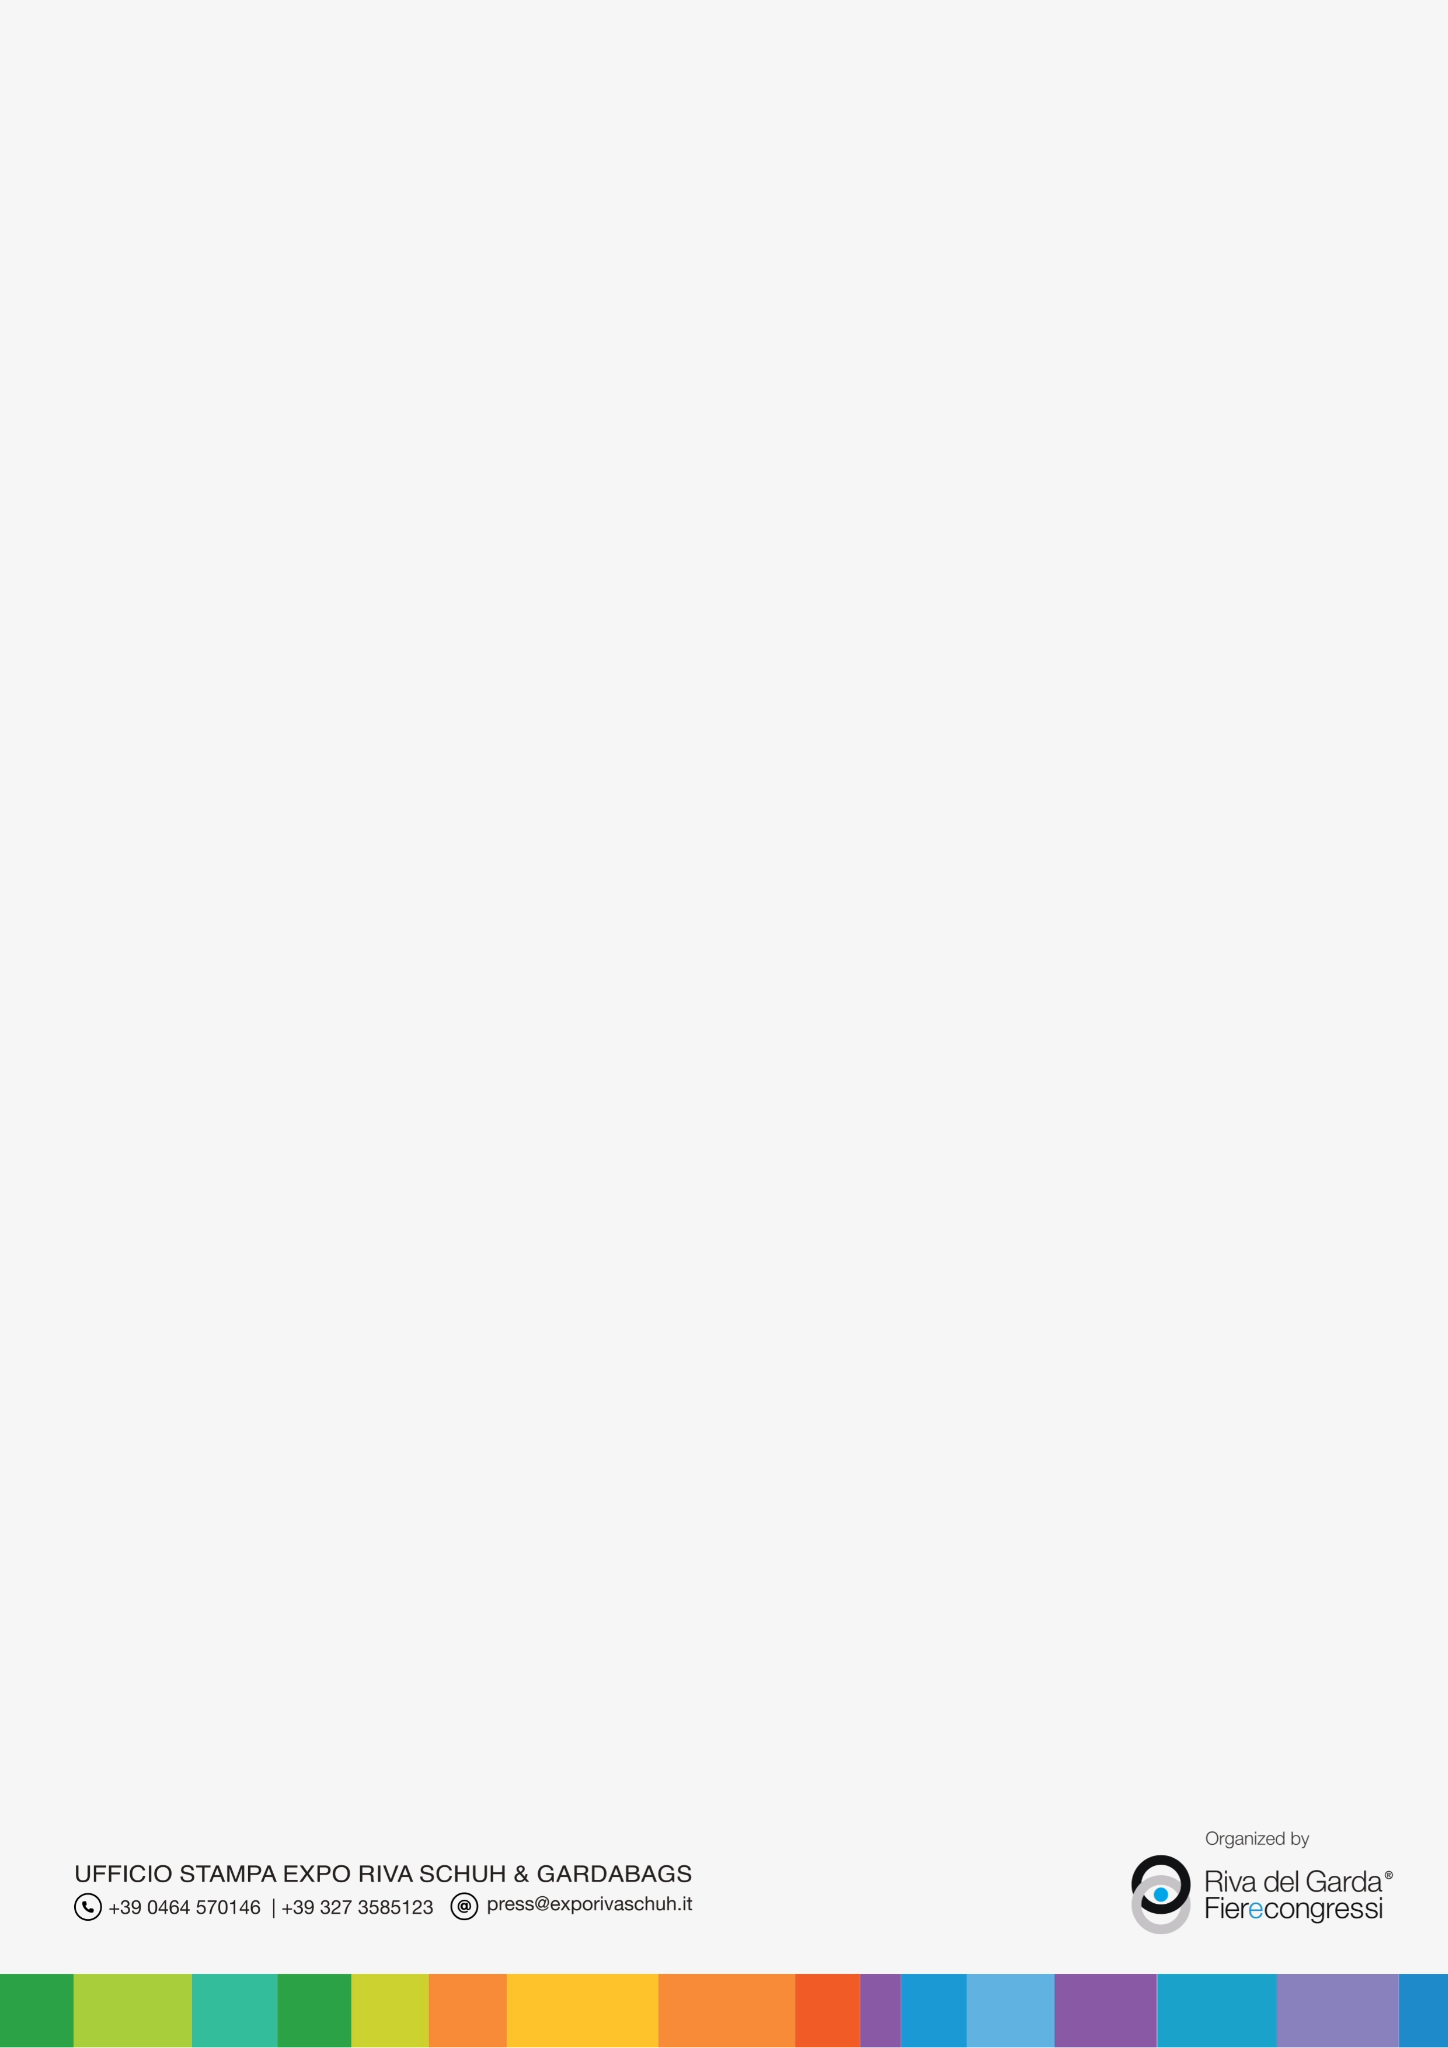 Organized by
UFFICIO STAMPA EXPO RIVA SCHUH & GARDABAGS
+39 0464 570146 | +39 327 3585123 @ press@exporivaschuh.it
Riva del Garda®
Fierecongressi